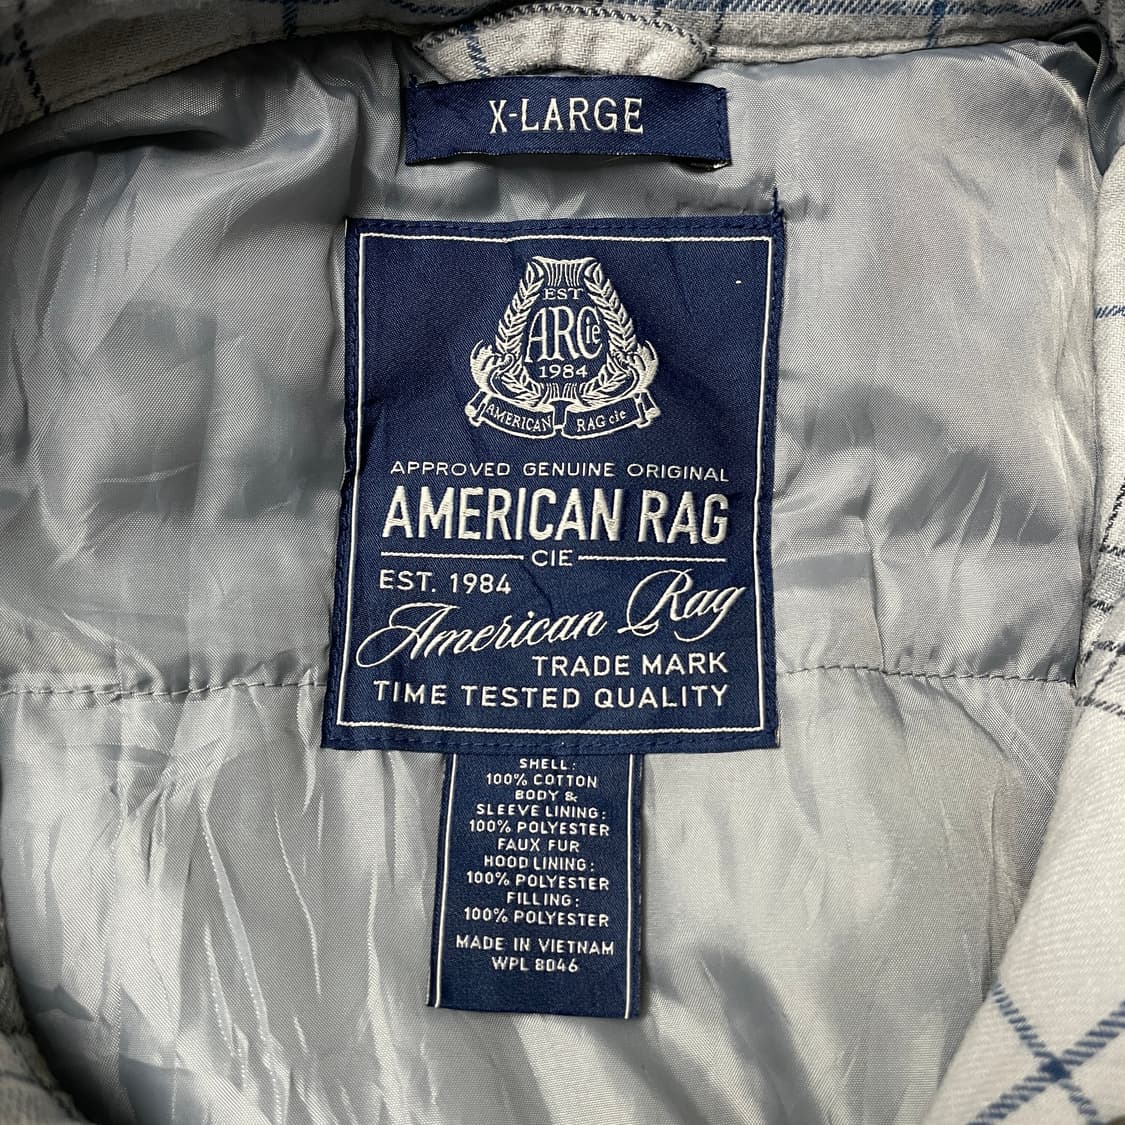 X-LARGE
EST
ARCie
1984
AMERICAN RAG cie
APPROVED GENUINE ORIGINAL
AMERICAN RAG
CIE
EST. 1984
American Rag
TRADE MARK
TIME TESTED QUALITY
SHELL:
100% COTTON
BODY &
SLEEVE LINING:
100% POLYESTER
FAUX FUR
HOOD LINING:
100% POLYESTER
FILLING:
100% POLYESTER
MADE IN VIETNAM
WPL 8046